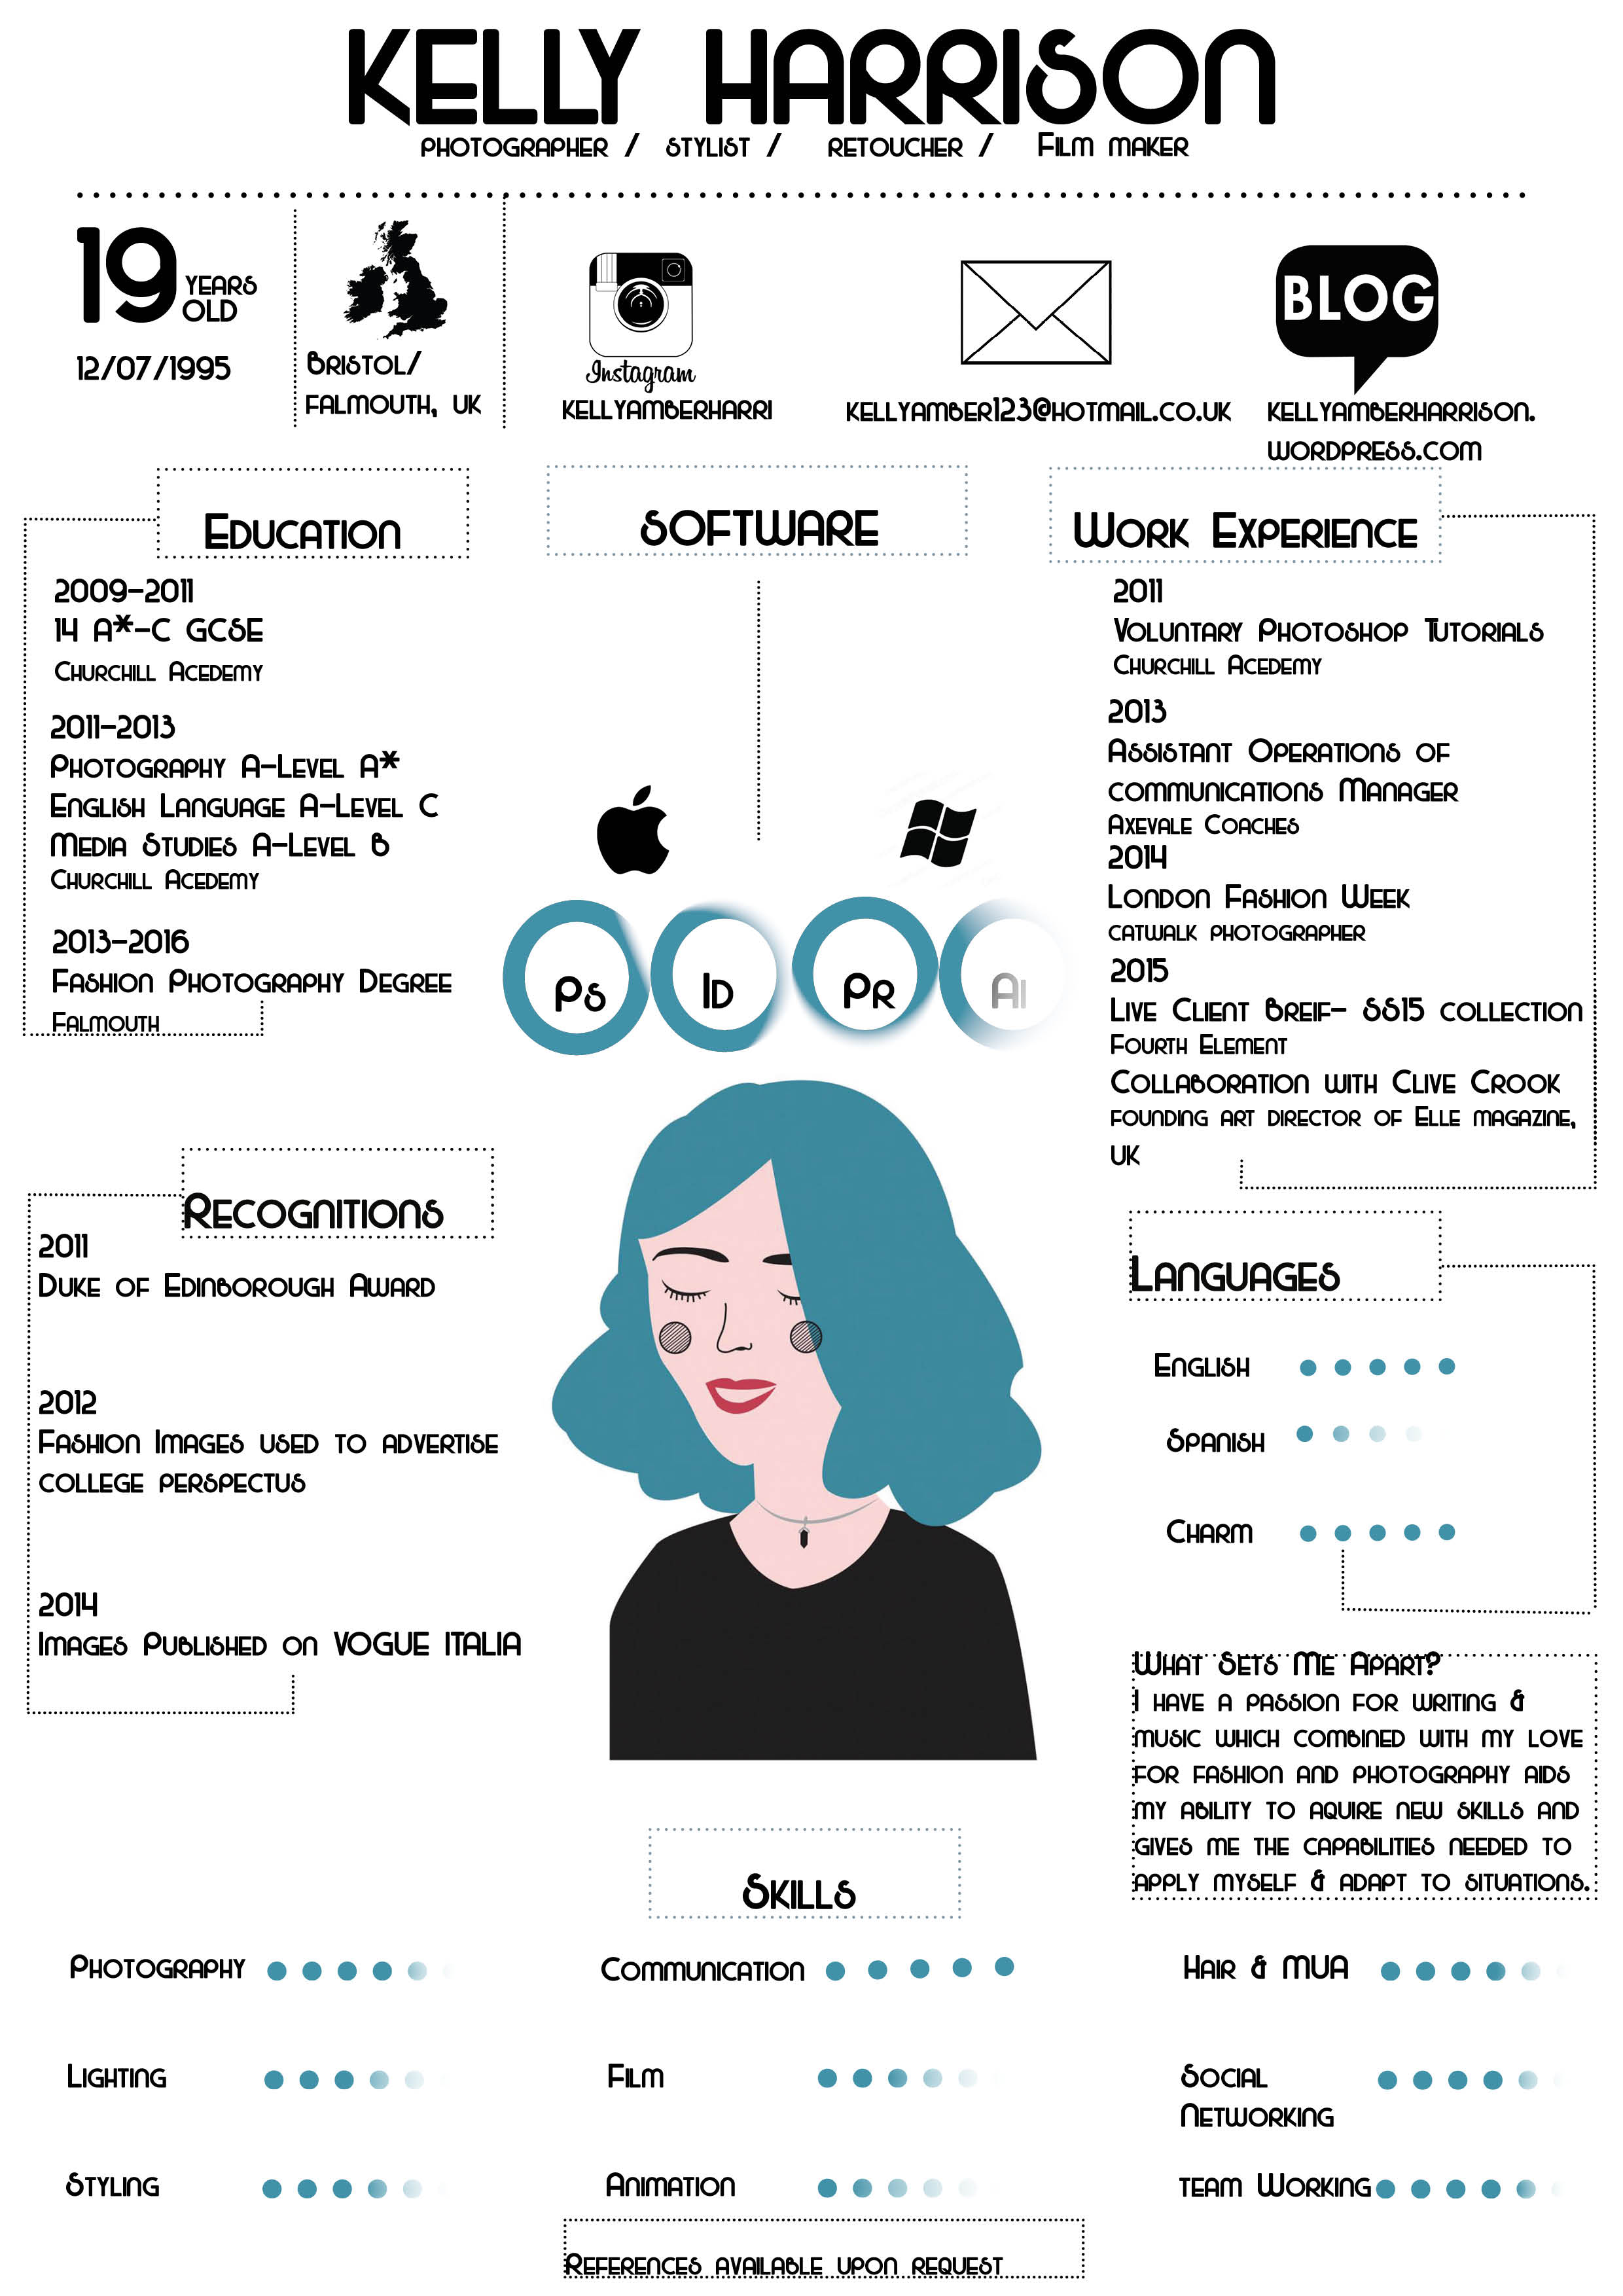 KELLY HARRISON
PHOTOGRAPHER / STYLIST / RETOUCHER / FILM MAKER
19 YEARS OLD
12/07/1995
BRISTOL/
FALMOUTH, UK
Instagram
KELLYAMBERHARRI
KELLYAMBER123@HOTMAIL.CO.UK
BLOG
KELLYAMBERHARRISON.
WORDPRESS.COM
EDUCATION
2009-2011
14 A*-C GCSE
CHURCHILL ACEDEMY
2011-2013
PHOTOGRAPHY A-LEVEL A*
ENGLISH LANGUAGE A-LEVEL C
MEDIA STUDIES A-LEVEL B
CHURCHILL ACEDEMY
2013-2016
FASHION PHOTOGRAPHY DEGREE
FALMOUTH
SOFTWARE
PS ID PR AI
WORK EXPERIENCE
2011
VOLUNTARY PHOTOSHOP TUTORIALS
CHURCHILL ACEDEMY
2013
ASSISTANT OPERATIONS OF
COMMUNICATIONS MANAGER
AXEVALE COACHES
2014
LONDON FASHION WEEK
CATWALK PHOTOGRAPHER
2015
LIVE CLIENT BREIF- SS15 COLLECTION
FOURTH ELEMENT
COLLABORATION WITH CLIVE CROOK
FOUNDING ART DIRECTOR OF ELLE MAGAZINE,
UK
RECOGNITIONS
2011
DUKE OF EDINBOROUGH AWARD
2012
FASHION IMAGES USED TO ADVERTISE
COLLEGE PERSPECTUS
2014
IMAGES PUBLISHED ON VOGUE ITALIA
LANGUAGES
ENGLISH
SPANISH
CHARM
WHAT SETS ME APART?
I HAVE A PASSION FOR WRITING &
MUSIC WHICH COMBINED WITH MY LOVE
FOR FASHION AND PHOTOGRAPHY AIDS
MY ABILITY TO AQUIRE NEW SKILLS AND
GIVES ME THE CAPABILITIES NEEDED TO
APPLY MYSELF & ADAPT TO SITUATIONS.
SKILLS
PHOTOGRAPHY
LIGHTING
STYLING
COMMUNICATION
FILM
ANIMATION
HAIR & MUA
SOCIAL
NETWORKING
TEAM WORKING
REFERENCES AVAILABLE UPON REQUEST